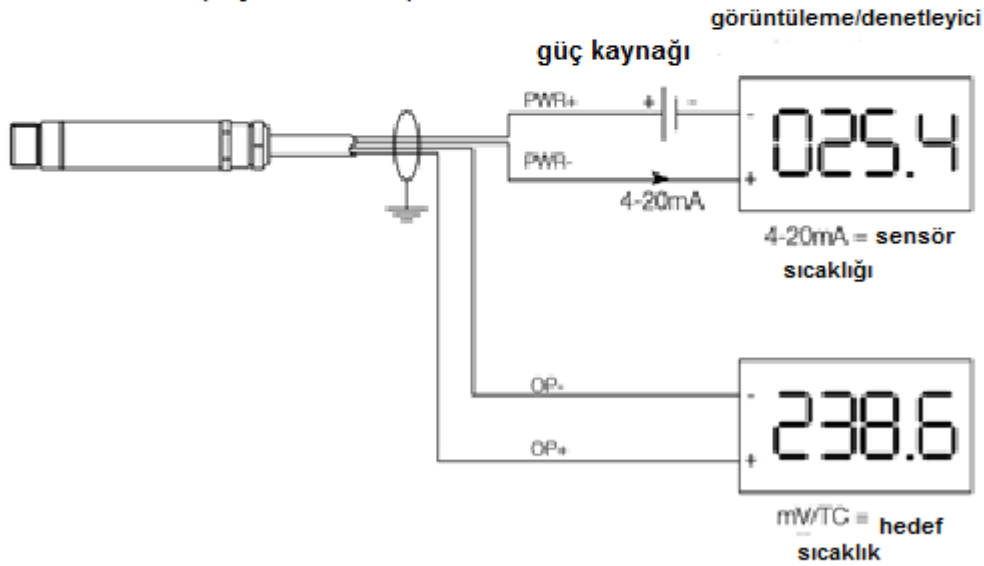 görüntüleme/denetleyici
güç kaynağı
PWR+
+ -
-
025.4
PWR-
+
4-20mA
4-20mA = sensör
sıcaklığı
OP-
-
238.6
OP+
+
mV/TC = hedef
sıcaklık